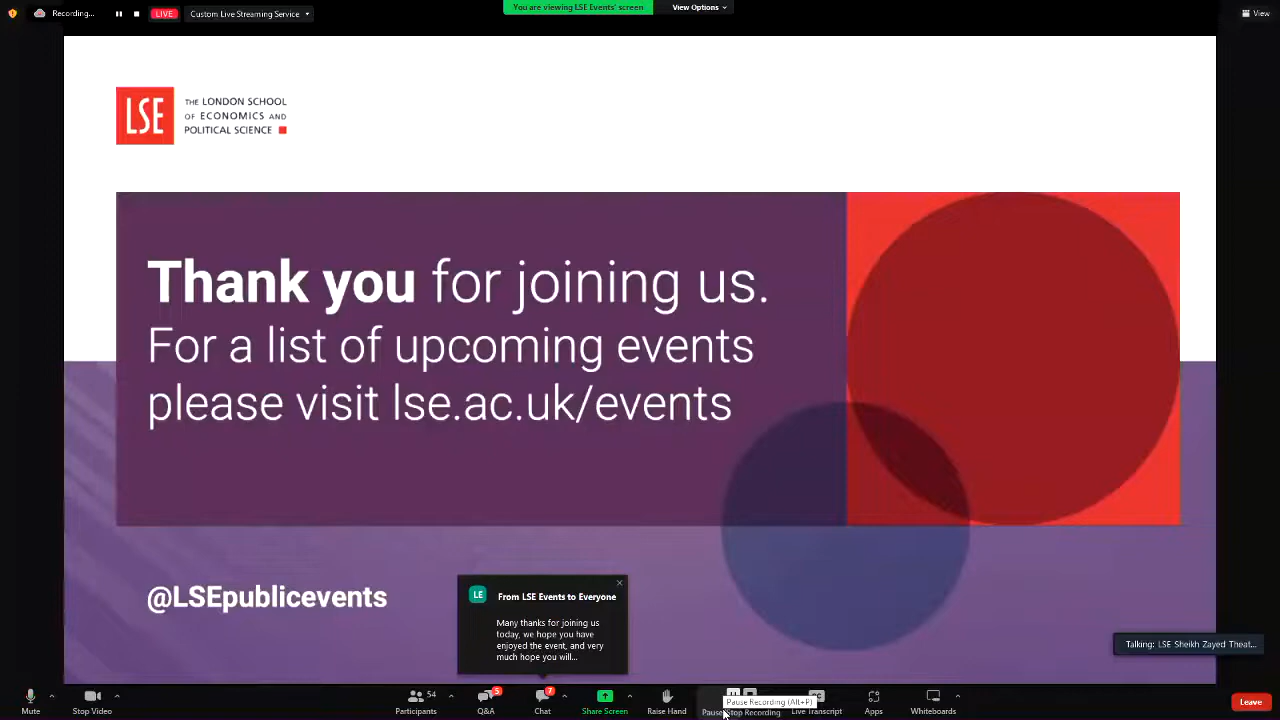 Recording...
LIVE
Custom Live Streaming Service
You are viewing LSE Events' screen
View Options
View
LSE
THE LONDON SCHOOL
OF ECONOMICS AND
POLITICAL SCIENCE
Thank you for joining us.
For a list of upcoming events
please visit lse.ac.uk/events
@LSEpublicevents
LE
From LSE Events to Everyone
Many thanks for joining us
today, we hope you have
enjoyed the event, and very
much hope you will...
Talking: LSE Sheikh Zayed Theat...
Mute
Stop Video
Participants
54
Q&A
5
Chat
7
Share Screen
Raise Hand
Pause/Stop Recording
Pause Recording (Alt+P)
Live Transcript
Apps
Whiteboards
Leave